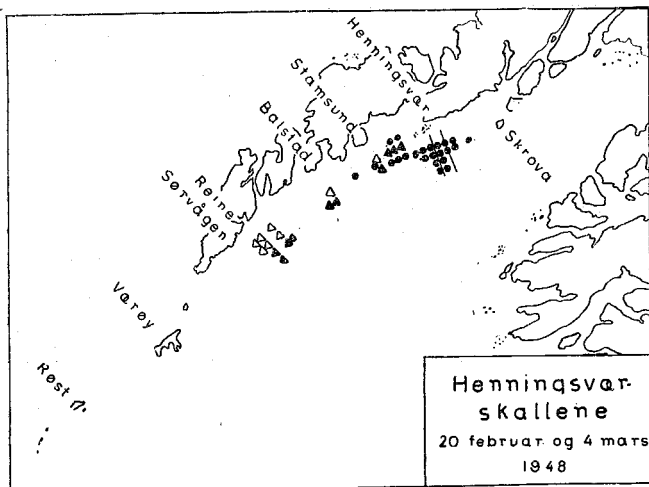 Henningsvær
Stamsund
Balstad
Reine
Sørvågen
Skrova
Værøy
Røst
Henningsvær-
skallene
20 februar og 4 mars
1948